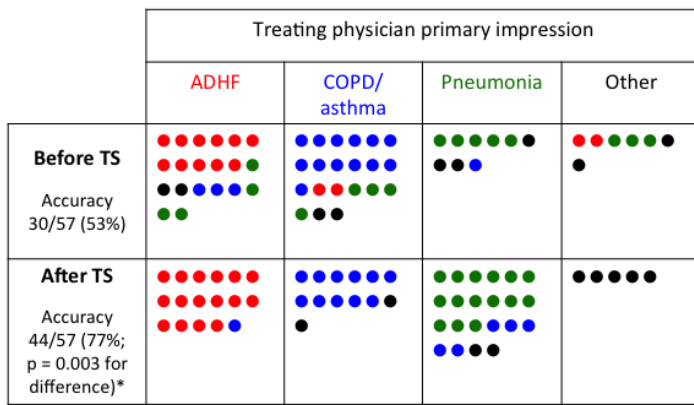 Treating physician primary impression
ADHF
COPD/
asthma
Pneumonia
Other
Before TS
Accuracy
30/57 (53%)
After TS
Accuracy
44/57 (77%;
p = 0.003 for
difference)*